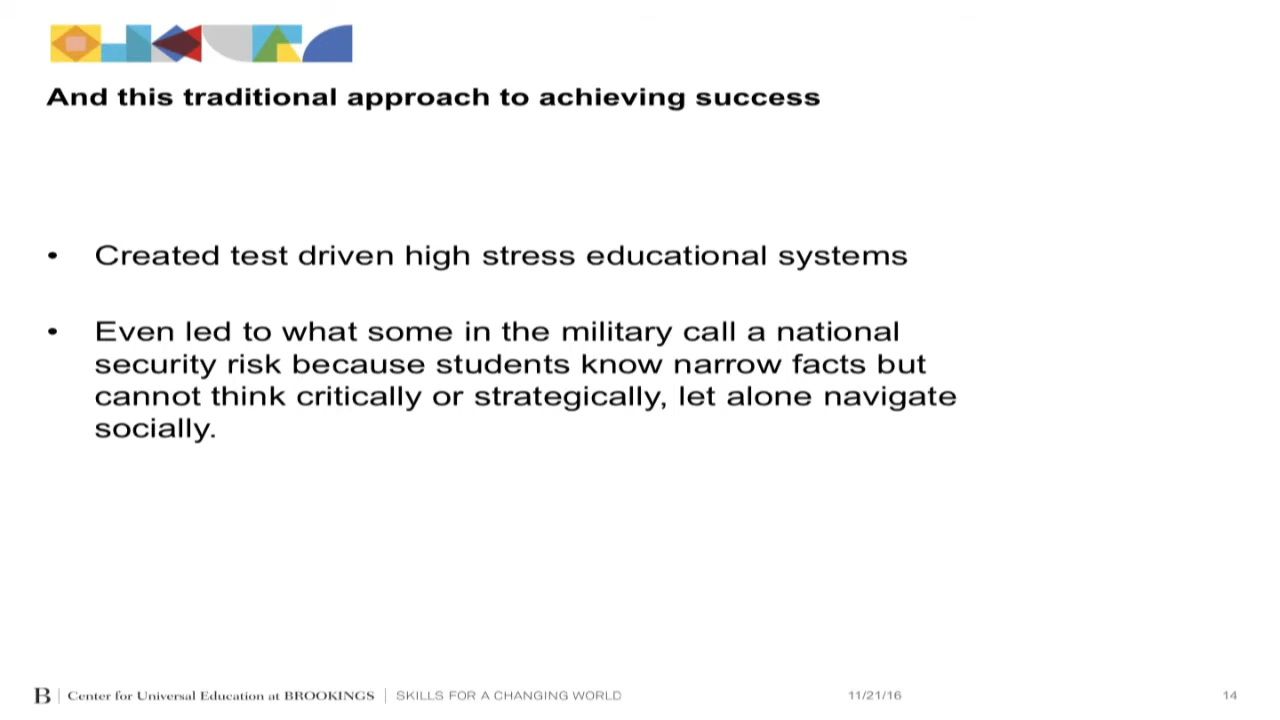 And this traditional approach to achieving success
• Created test driven high stress educational systems
• Even led to what some in the military call a national
security risk because students know narrow facts but
cannot think critically or strategically, let alone navigate
socially.
B | Center for Universal Education at BROOKINGS | SKILLS FOR A CHANGING WORLD 11/21/16 14